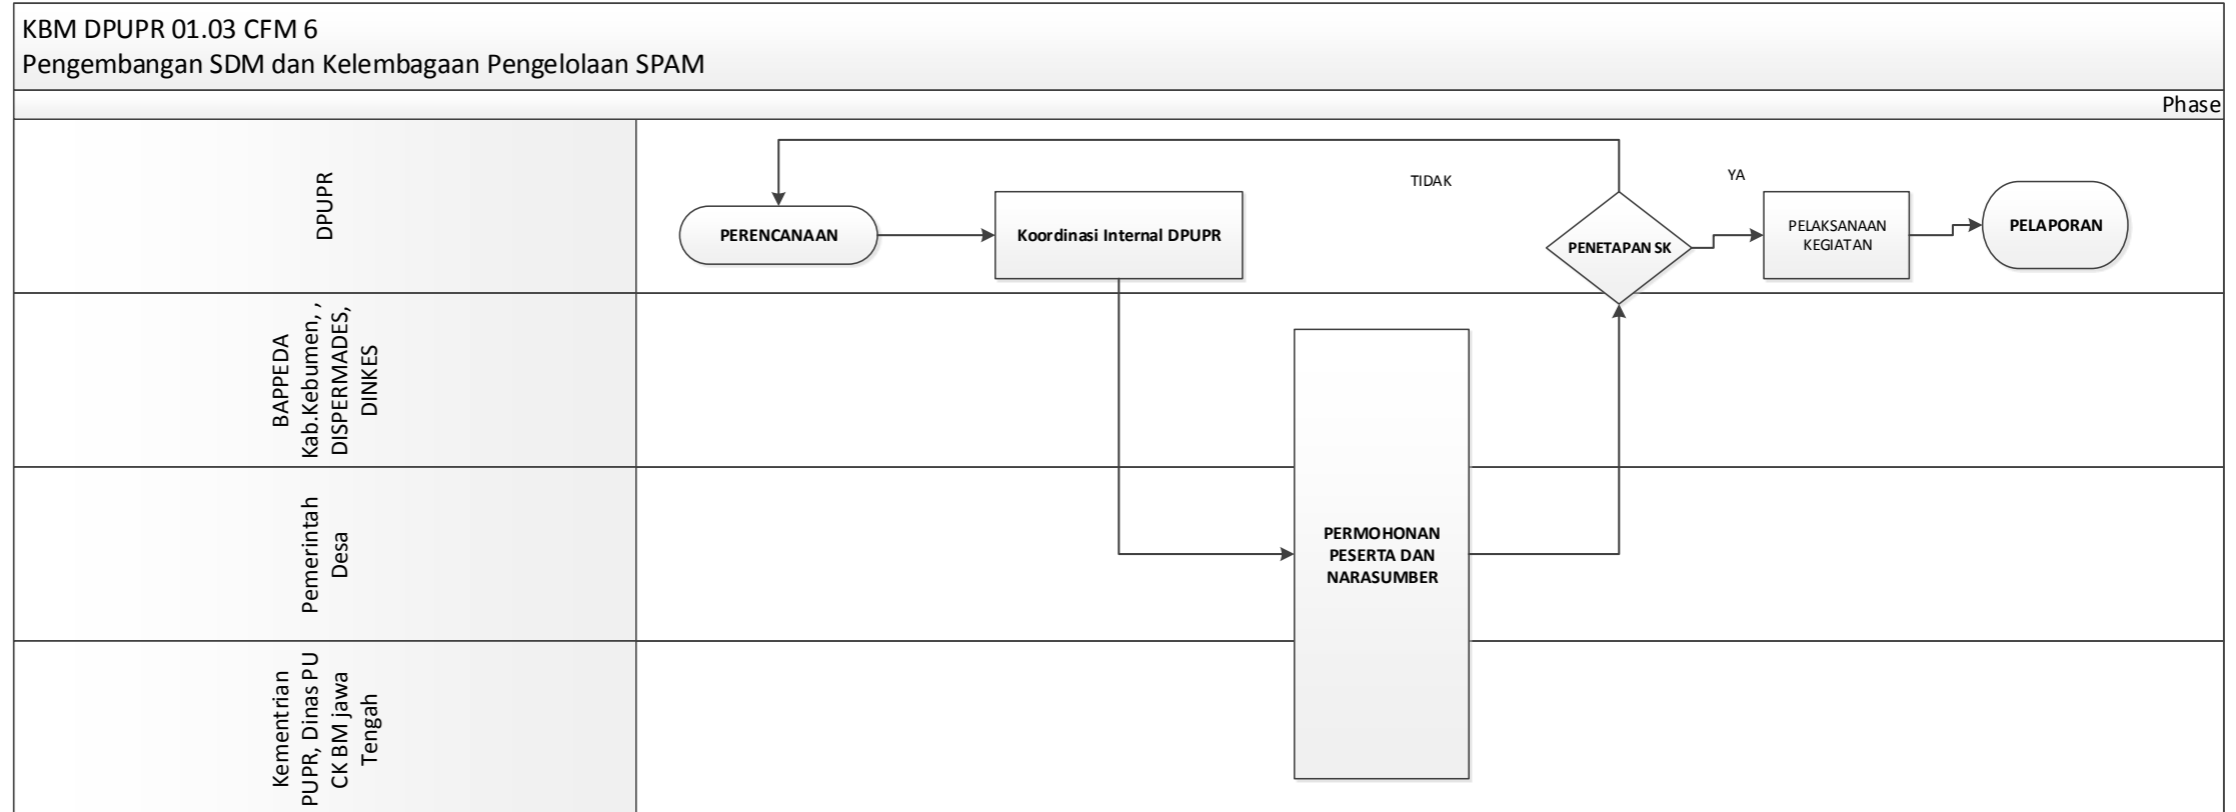 KBM DPUPR 01.03 CFM 6
Pengembangan SDM dan Kelembagaan Pengelolaan SPAM
Phase
DPUPR
PERENCANAAN
Koordinasi Internal DPUPR
TIDAK
PENETAPAN SK
YA
PELAKSANAAN
KEGIATAN
PELAPORAN
BAPPEDA
Kab.Kebumen, ,
DISPERMADES,
DINKES
Pemerintah
Desa
PERMOHONAN
PESERTA DAN
NARASUMBER
Kementrian
PUPR, Dinas PU
CK BM jawa
Tengah